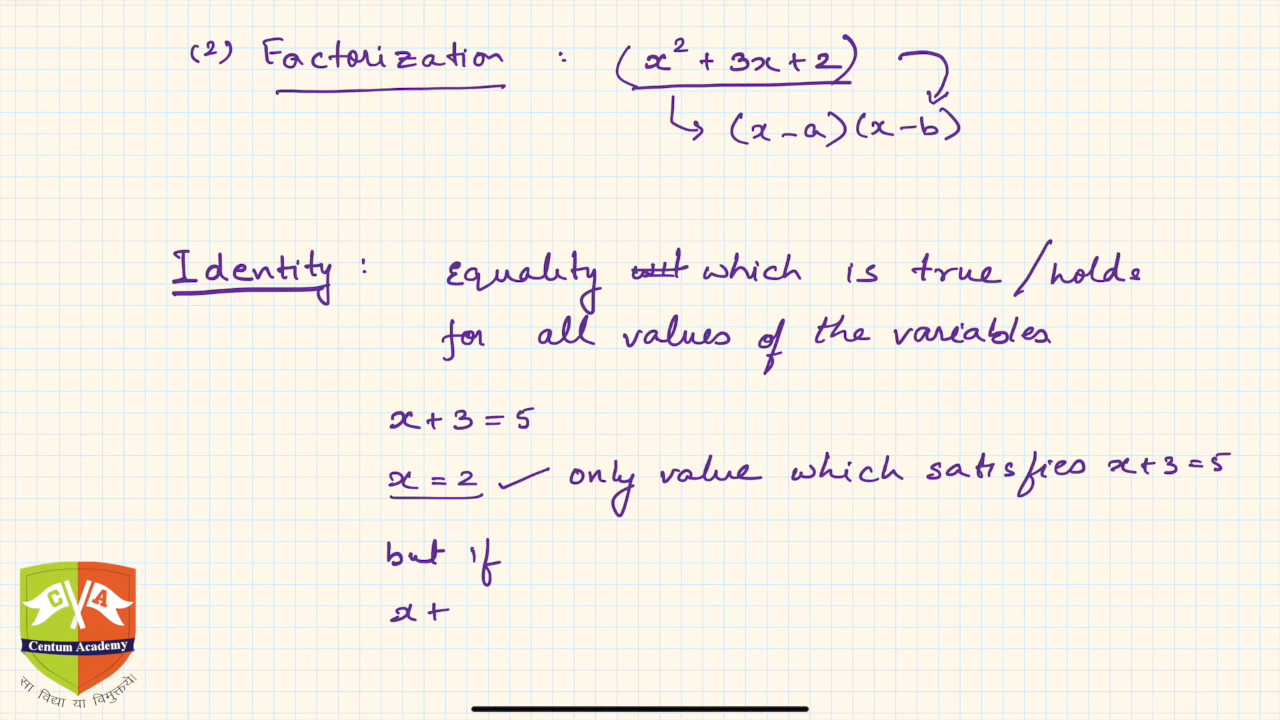 (2) Factorization : (x² + 3x + 2)
(x - a)(x - b)
Identity : Equality which is true/holds
for all values of the variables
x + 3 = 5
x = 2 ✓ only value which satisfies x + 3 = 5
but if
x +
C A
Centum Academy
सा विद्या या विमुक्तये।